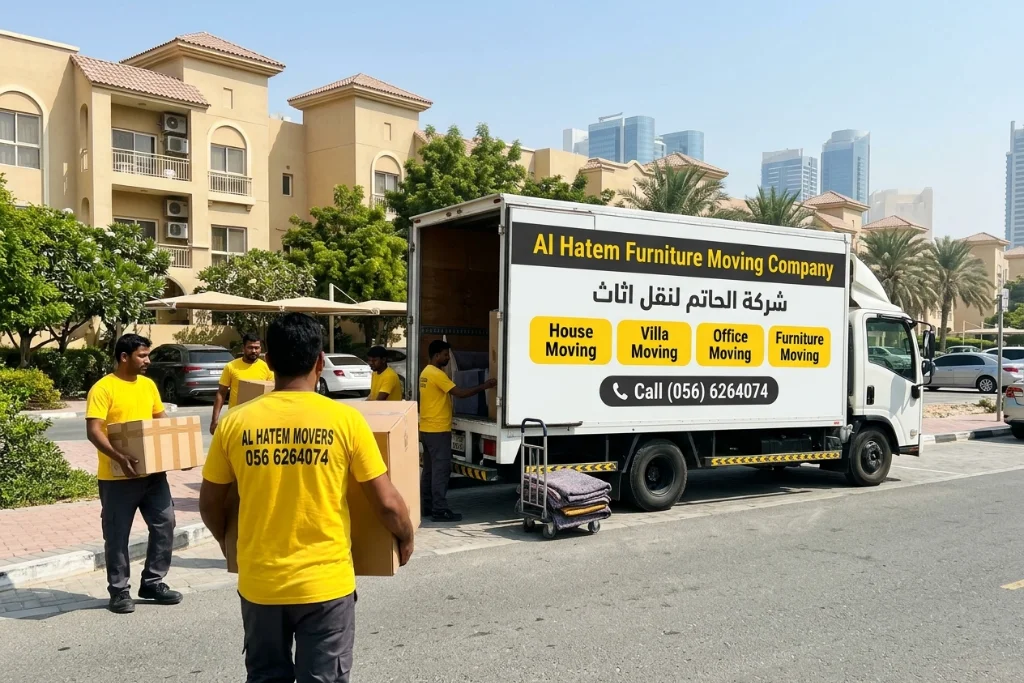 Al Hatem Furniture Moving Company
شركة الحاتم لنقل اثاث
House
Moving
Villa
Moving
Office
Moving
Furniture
Moving
Call (056) 6264074
AL HATEM MOVERS
056 6264074